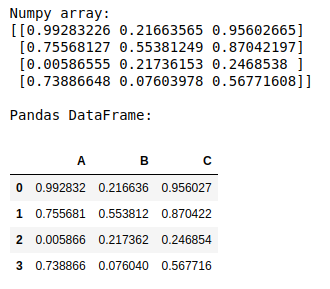 Numpy array:
[[0.99283226 0.21663565 0.95602665]
 [0.75568127 0.55381249 0.87042197]
 [0.00586555 0.21736153 0.2468538 ]
 [0.73886648 0.07603978 0.56771608]]
Pandas DataFrame:
A B C
0 0.992832 0.216636 0.956027
1 0.755681 0.553812 0.870422
2 0.005866 0.217362 0.246854
3 0.738866 0.076040 0.567716